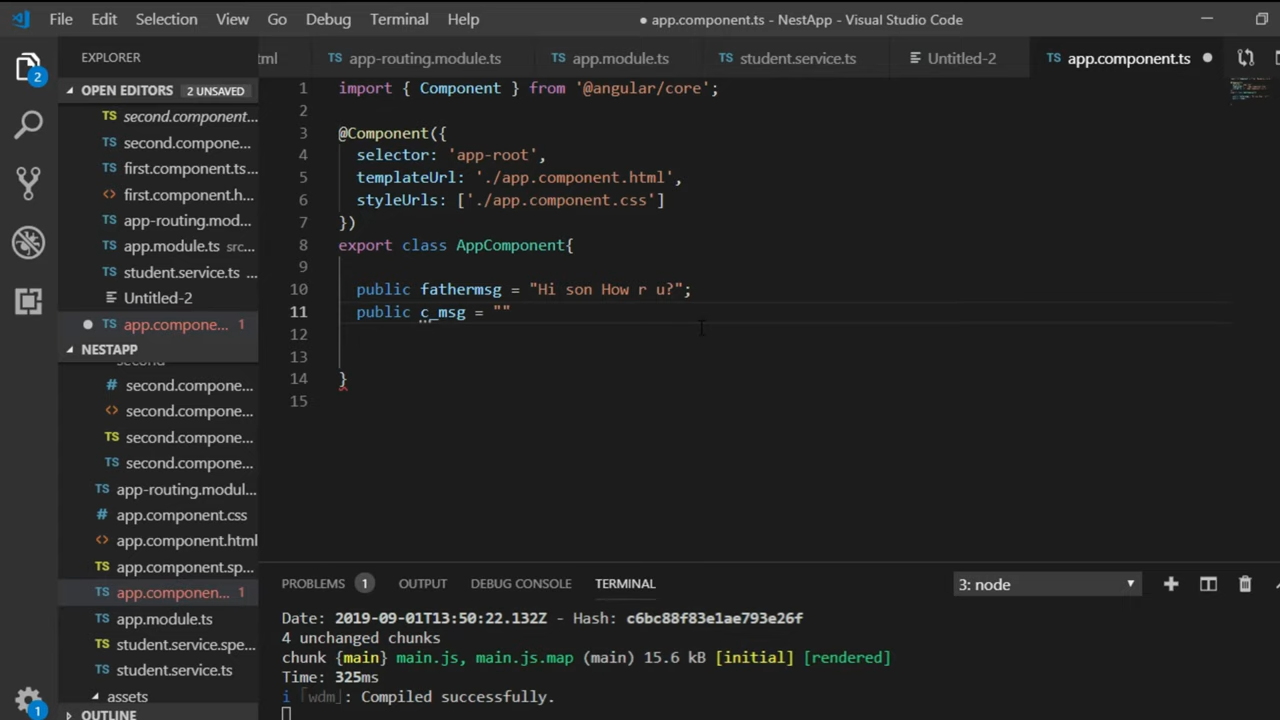 File Edit Selection View Go Debug Terminal Help ● app.component.ts - NestApp - Visual Studio Code
EXPLORER
tml TS app-routing.module.ts TS app.module.ts TS student.service.ts Untitled-2 TS app.component.ts
2
OPEN EDITORS 2 UNSAVED
TS second.component...
TS second.compone...
TS first.component.ts...
<> first.component.h...
TS app-routing.mod...
TS app.module.ts src...
TS student.service.ts
Untitled-2
TS app.compone... 1
NESTAPP
second
# second.compone...
<> second.compone...
TS second.compone...
TS second.compone...
TS app-routing.modul...
# app.component.css
<> app.component.html
TS app.component.sp...
TS app.componen... 1
TS app.module.ts
TS student.service.spe...
TS student.service.ts
assets
OUTLINE
1
1 import { Component } from '@angular/core';
2
3 @Component({
4 selector: 'app-root',
5 templateUrl: './app.component.html',
6 styleUrls: ['./app.component.css']
7 })
8 export class AppComponent{
9
10 public fathermsg = "Hi son How r u?";
11 public c_msg = ""
12
13
14 }
15
PROBLEMS 1 OUTPUT DEBUG CONSOLE TERMINAL 3: node
Date: 2019-09-01T13:50:22.132Z - Hash: c6bc88f83e1ae793e26f
4 unchanged chunks
chunk {main} main.js, main.js.map (main) 15.6 kB [initial] [rendered]
Time: 325ms
i ｢wdm｣: Compiled successfully.